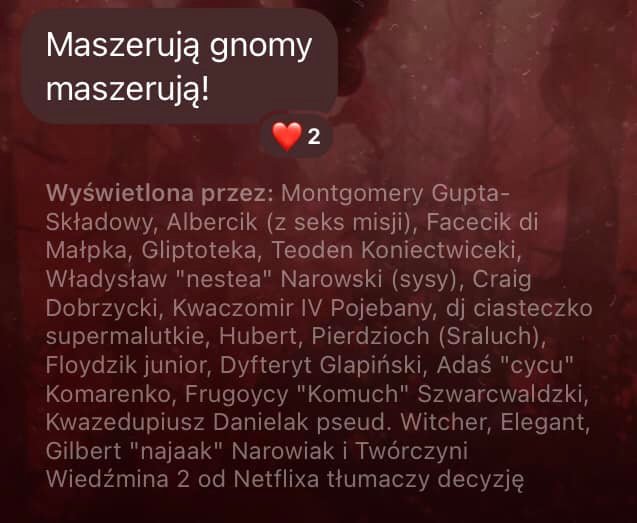 Maszerują gnomy
maszerują!
❤️ 2
Wyświetlona przez: Montgomery Gupta-
Składowy, Albercik (z seks misji), Facecik di
Małpka, Gliptoteka, Teoden Koniectwiceki,
Władysław "nestea" Narowski (sysy), Craig
Dobrzycki, Kwaczomir IV Pojebany, dj ciasteczko
supermalutkie, Hubert, Pierdzioch (Sraluch),
Floydzik junior, Dyfteryt Glapiński, Adaś "cycu"
Komarenko, Frugoycy "Komuch" Szwarcwaldzki,
Kwazedupiusz Danielak pseud. Witcher, Elegant,
Gilbert "najaak" Narowiak i Twórczyni
Wiedźmina 2 od Netflixa tłumaczy decyzję